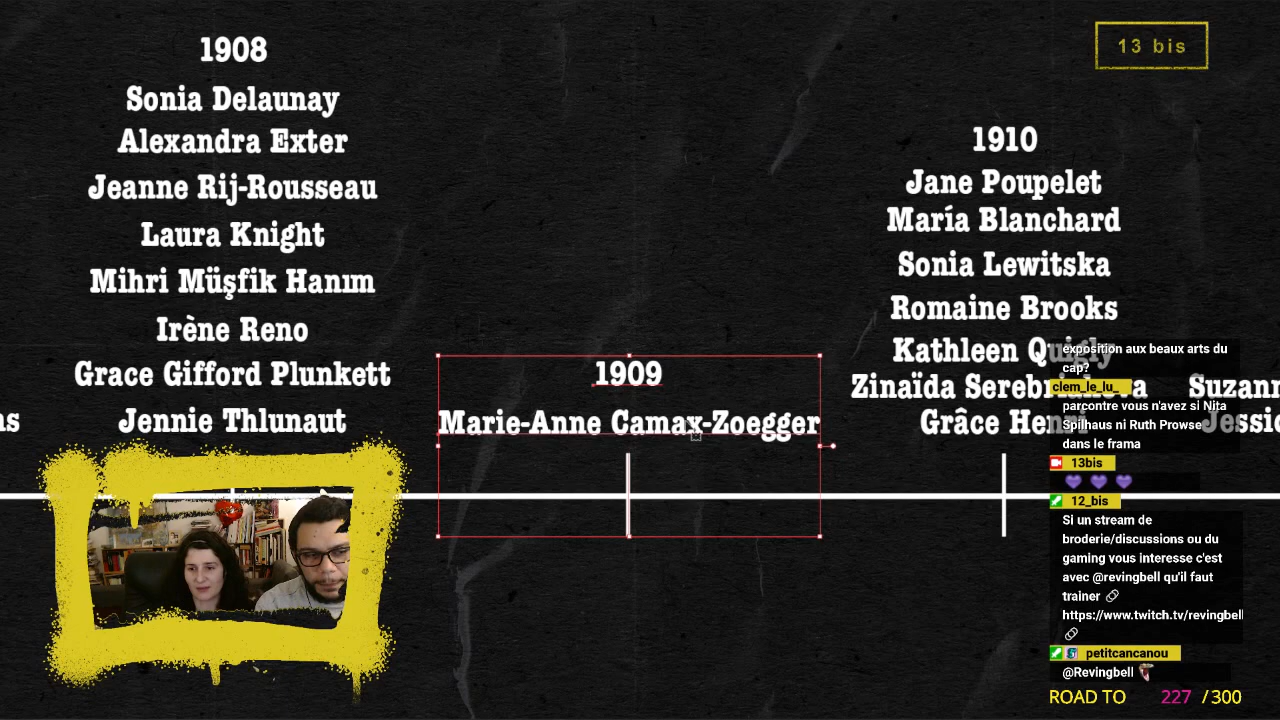 1908
Sonia Delaunay
Alexandra Exter
Jeanne Rij-Rousseau
Laura Knight
Mihri Müşfik Hanım
Irène Reno
Grace Gifford Plunkett
Jennie Thlunaut
1909
Marie-Anne Camax-Zoegger
13 bis
1910
Jane Poupelet
María Blanchard
Sonia Lewitska
Romaine Brooks
Kathleen Quigly
Zinaïda Serebriakova
Grâce Henri
exposition aux beaux arts du
cap?
clem_le_lu_
parcontre vous n'avez si Nita
Spilhaus ni Ruth Prowse
dans le frama
13bis
💜 💜 💜
12_bis
Si un stream de
broderie/discussions ou du
gaming vous interesse c'est
avec @revingbell qu'il faut
trainer
https://www.twitch.tv/revingbell
petitcancanou
@Revingbell
ROAD TO 227 /300